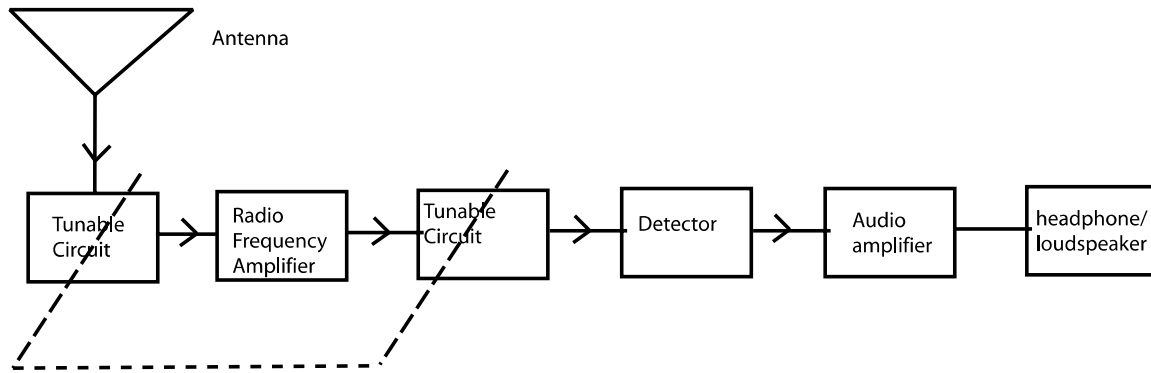 Antenna
Tunable
Circuit
Radio
Frequency
Amplifier
Tunable
Circuit
Detector
Audio
amplifier
headphone/
loudspeaker